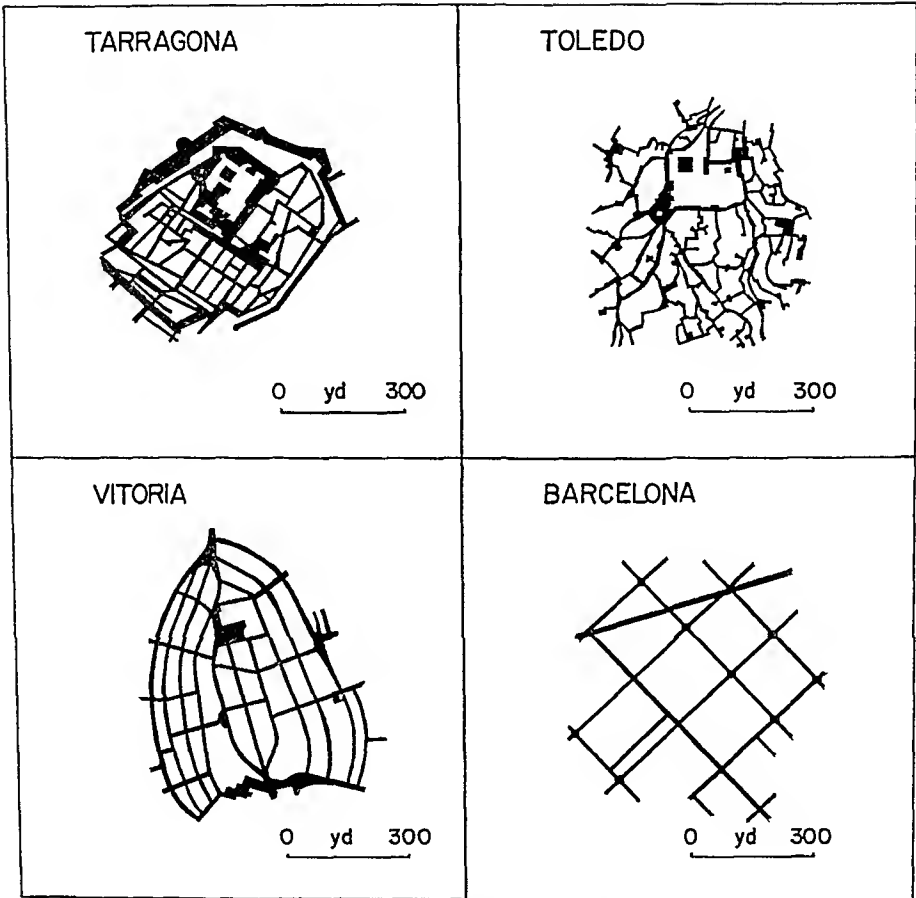 TARRAGONA
0 yd 300
TOLEDO
0 yd 300
VITORIA
0 yd 300
BARCELONA
0 yd 300